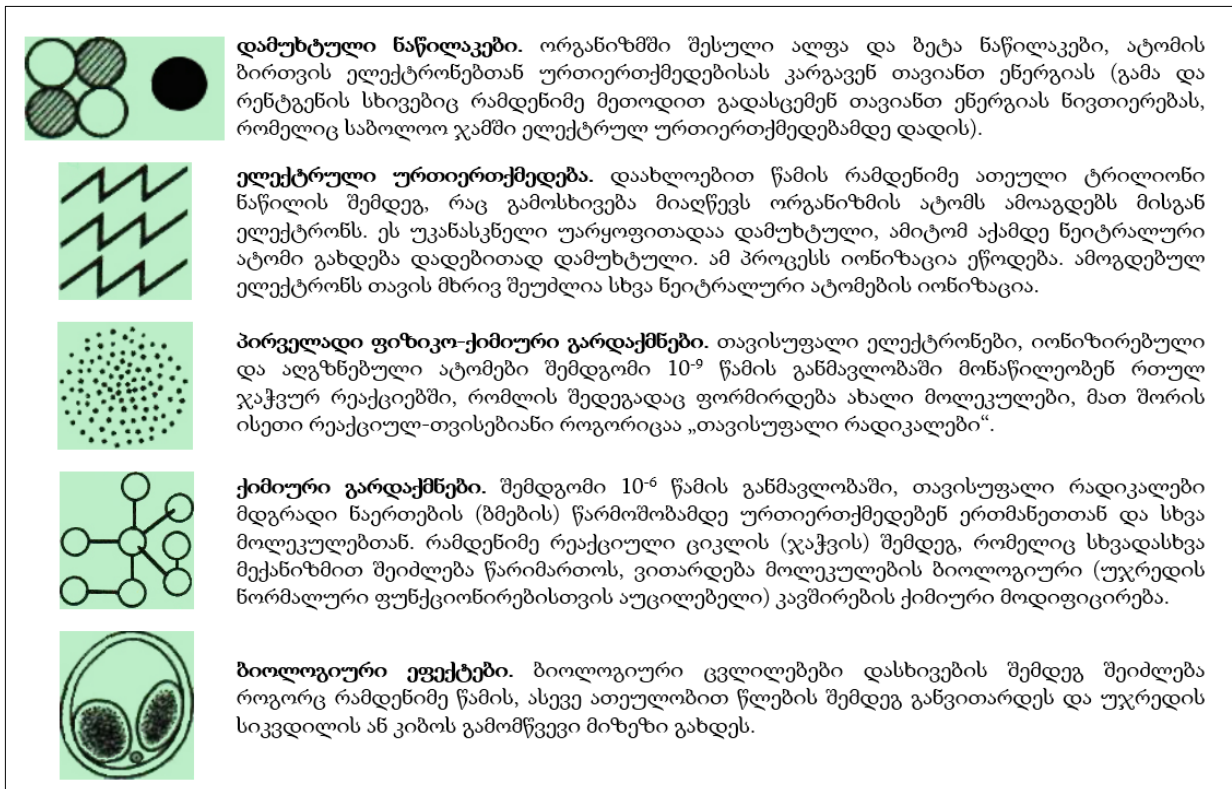 დამუხტული ნაწილაკები. ორგანიზმში შესული ალფა და ბეტა ნაწილაკები, ატომის
ბირთვის ელექტრონებთან ურთიერთქმედებისას კარგავენ თავიანთ ენერგიას (გამა და
რენტგენის სხივებიც რამდენიმე მეთოდით გადასცემენ თავიანთ ენერგიას ნივთიერებას,
რომელიც საბოლოო ჯამში ელექტრულ ურთიერთქმედებამდე დადის).
ელექტრული ურთიერთქმედება. დაახლოებით წამის რამდენიმე ათეული ტრილიონი
ნაწილის შემდეგ, რაც გამოსხივება მიაღწევს ორგანიზმის ატომს ამოაგდებს მისგან
ელექტრონს. ეს უკანასკნელი უარყოფითადაა დამუხტული, ამიტომ აქამდე ნეიტრალური
ატომი გახდება დადებითად დამუხტული. ამ პროცესს იონიზაცია ეწოდება. ამოგდებულ
ელექტრონს თავის მხრივ შეუძლია სხვა ნეიტრალური ატომების იონიზაცია.
პირველადი ფიზიკო-ქიმიური გარდაქმნები. თავისუფალი ელექტრონები, იონიზირებული
და აღგზნებული ატომები შემდგომი 10⁻⁹ წამის განმავლობაში მონაწილეობენ რთულ
ჯაჭვურ რეაქციებში, რომლის შედეგადაც ფორმირდება ახალი მოლეკულები, მათ შორის
ისეთი რეაქციულ-თვისებიანი როგორიცაა „თავისუფალი რადიკალები“.
ქიმიური გარდაქმნები. შემდგომი 10⁻⁶ წამის განმავლობაში, თავისუფალი რადიკალები
მდგრადი ნაერთების (ბმების) წარმოშობამდე ურთიერთქმედებენ ერთმანეთთან და სხვა
მოლეკულებთან. რამდენიმე რეაქციული ციკლის (ჯაჭვის) შემდეგ, რომელიც სხვადასხვა
მექანიზმით შეიძლება წარიმართოს, ვითარდება მოლეკულების ბიოლოგიური (უჯრედის
ნორმალური ფუნქციონირებისთვის აუცილებელი) კავშირების ქიმიური მოდიფიცირება.
ბიოლოგიური ეფექტები. ბიოლოგიური ცვლილებები დასხივების შემდეგ შეიძლება
როგორც რამდენიმე წამის, ასევე ათეულობით წლების შემდეგ განვითარდეს და უჯრედის
სიკვდილის ან კიბოს გამომწვევი მიზეზი გახდეს.